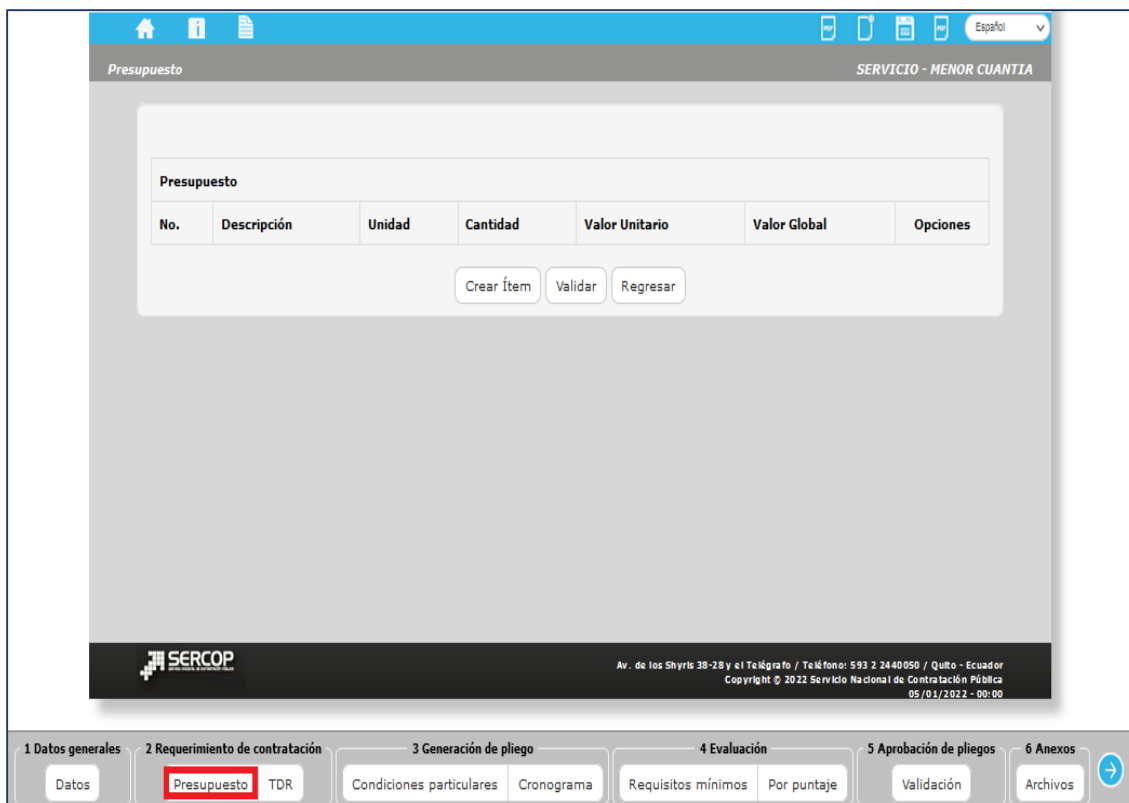 Español
Presupuesto
SERVICIO - MENOR CUANTIA
Presupuesto
No. Descripción Unidad Cantidad Valor Unitario Valor Global Opciones
Crear Ítem Validar Regresar
SERCOP
Av. de los Shyris 38-28 y el Telégrafo / Teléfono: 593 2 2440050 / Quito - Ecuador
Copyright © 2022 Servicio Nacional de Contratación Pública
05/01/2022 - 00:00
1 Datos generales 2 Requerimiento de contratación 3 Generación de pliego 4 Evaluación 5 Aprobación de pliegos 6 Anexos
Datos Presupuesto TDR Condiciones particulares Cronograma Requisitos mínimos Por puntaje Validación Archivos